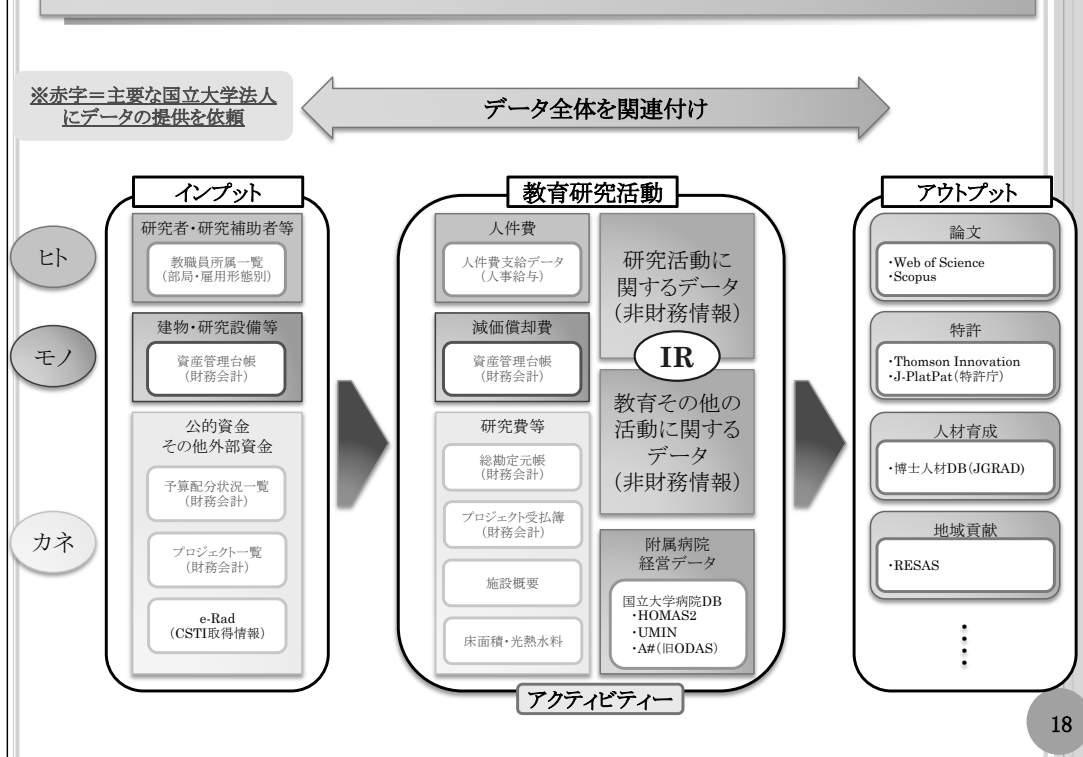 ※赤字＝主要な国立大学法人
にデータの提供を依頼
データ全体を関連付け
ヒト
モノ
カネ
インプット
研究者・研究補助者等
教職員所属一覧
(部局・雇用形態別)
建物・研究設備等
資産管理台帳
(財務会計)
公的資金
その他外部資金
予算配分状況一覧
(財務会計)
プロジェクト一覧
(財務会計)
e-Rad
(CSTI取得情報)
教育研究活動
人件費
人件費支給データ
(人事給与)
減価償却費
資産管理台帳
(財務会計)
研究費等
総勘定元帳
(財務会計)
プロジェクト受払簿
(財務会計)
施設概要
床面積・光熱水料
研究活動に
関するデータ
(非財務情報)
IR
教育その他の
活動に関する
データ
(非財務情報)
附属病院
経営データ
国立大学病院DB
・HOMAS2
・UMIN
・A#(旧ODAS)
アクティビティー
アウトプット
論文
・Web of Science
・Scopus
特許
・Thomson Innovation
・J-PlatPat(特許庁)
人材育成
・博士人材DB(JGRAD)
地域貢献
・RESAS
18